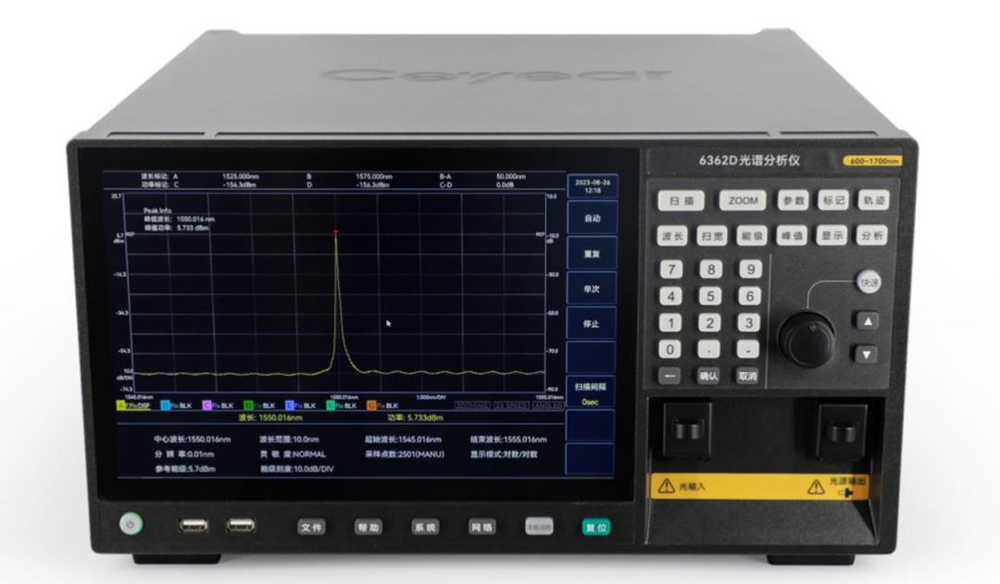 Ceyear
6362D光谱分析仪
600~1700nm
波长标记: A 1525.000nm B 1575.000nm B-A 50.000nm
功率标记: C -156.3dBm D -156.3dBm C-D 0.0dB
2023-08-26
12:18
自动
重复
单次
停止
扫描间隔
0sec
25.7
5.7
dBm
REF
-14.3
-34.3
-54.3
10.0
dB/DIV
-74.3
Peak Info
峰值波长: 1550.016 nm
峰值功率: 5.733 dBm
10.0
REF
-10.0
dB
-30.0
-50.0
-70.0
-90.0
1545.016nm 1550.016nm 1.000nm/DIV 1555.016nm
A Fix DSP B Fix BLK C Fix BLK D Fix BLK E Fix BLK F Fix BLK G Fix BLK
波长: 1550.016nm 功率: 5.733dBm
中心波长:1550.016nm 波长范围:10.0nm 起始波长:1545.016nm 结束波长:1555.016nm
分 辨 率:0.01nm 灵 敏 度:NORMAL 采样点数:2501(MANU) 显示模式:对数/对数
参考能级:5.7dBm 能级刻度:10.0dB/DIV
扫描 ZOOM 参数 标记 轨迹
波长 扫宽 能级 峰值 显示 分析
7 8 9
4 5 6
1 2 3
0 . -
← 确认 取消
快速
▲
▼
光输入
光源输出
文件 帮助 系统 网络
复位